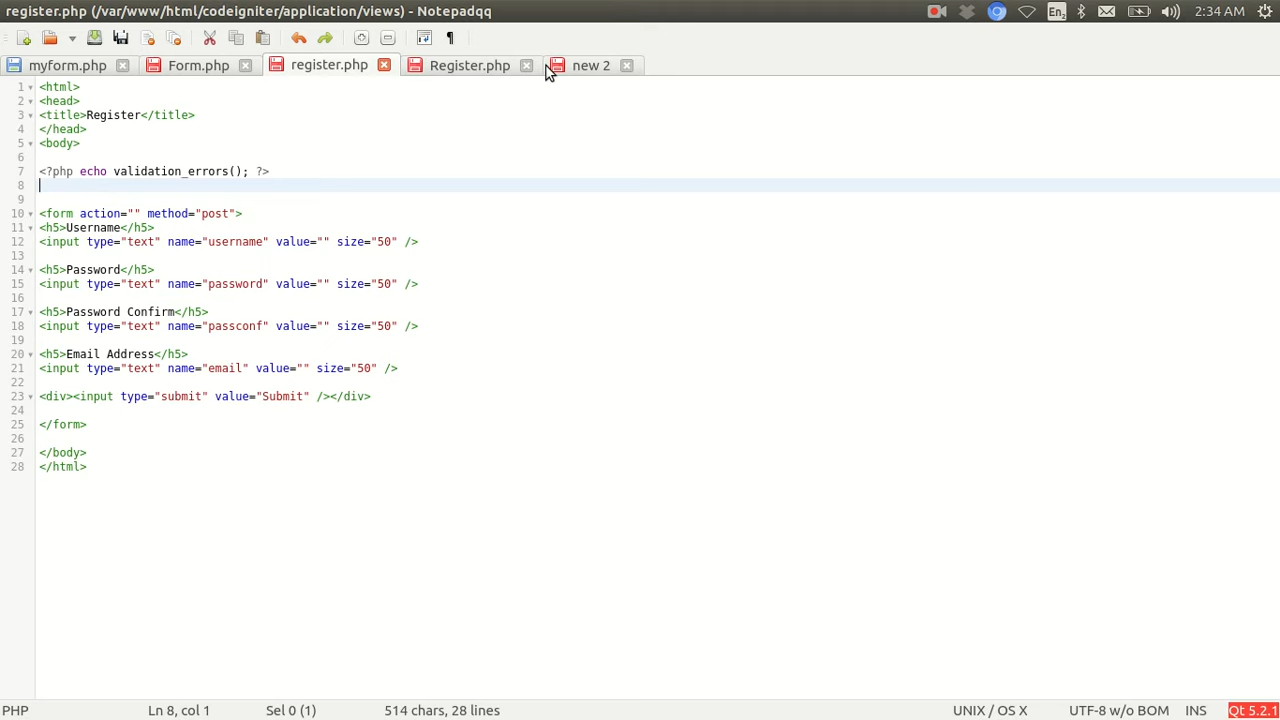 register.php (/var/www/html/codeigniter/application/views) - Notepadqq
En₂
2:34 AM
myform.php
Form.php
register.php
Register.php
new 2
1 <html>
2 <head>
3 <title>Register</title>
4 </head>
5 <body>
6
7 <?php echo validation_errors(); ?>
8
9
10 <form action="" method="post">
11 <h5>Username</h5>
12 <input type="text" name="username" value="" size="50" />
13
14 <h5>Password</h5>
15 <input type="text" name="password" value="" size="50" />
16
17 <h5>Password Confirm</h5>
18 <input type="text" name="passconf" value="" size="50" />
19
20 <h5>Email Address</h5>
21 <input type="text" name="email" value="" size="50" />
22
23 <div><input type="submit" value="Submit" /></div>
24
25 </form>
26
27 </body>
28 </html>
PHP
Ln 8, col 1
Sel 0 (1)
514 chars, 28 lines
UNIX / OS X
UTF-8 w/o BOM
INS
Qt 5.2.1